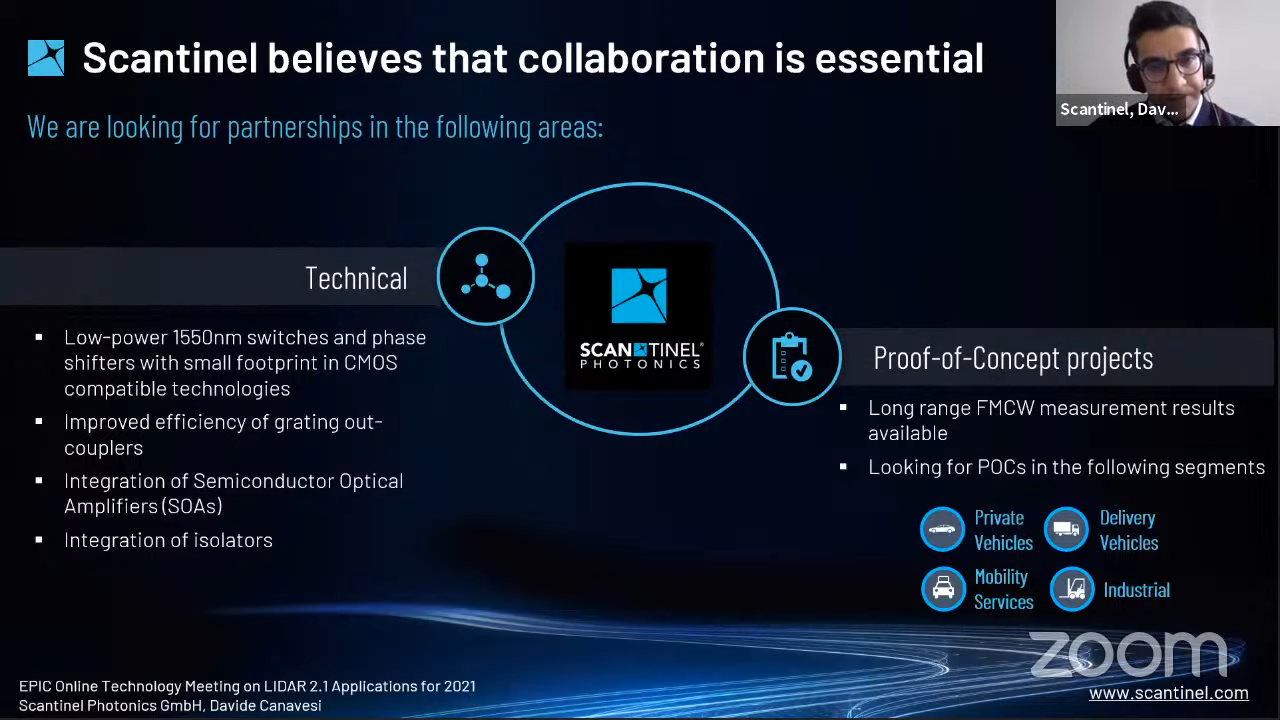 Scantinel believes that collaboration is essential
Scantinel, Dav...
We are looking for partnerships in the following areas:
Technical
▪ Low-power 1550nm switches and phase
shifters with small footprint in CMOS
compatible technologies
▪ Improved efficiency of grating out-
couplers
▪ Integration of Semiconductor Optical
Amplifiers (SOAs)
▪ Integration of isolators
SCANTINEL®
PHOTONICS
Proof-of-Concept projects
▪ Long range FMCW measurement results
available
▪ Looking for POCs in the following segments
Private
Vehicles
Delivery
Vehicles
Mobility
Services
Industrial
zoom
www.scantinel.com
EPIC Online Technology Meeting on LIDAR 2.1 Applications for 2021
Scantinel Photonics GmbH, Davide Canavesi